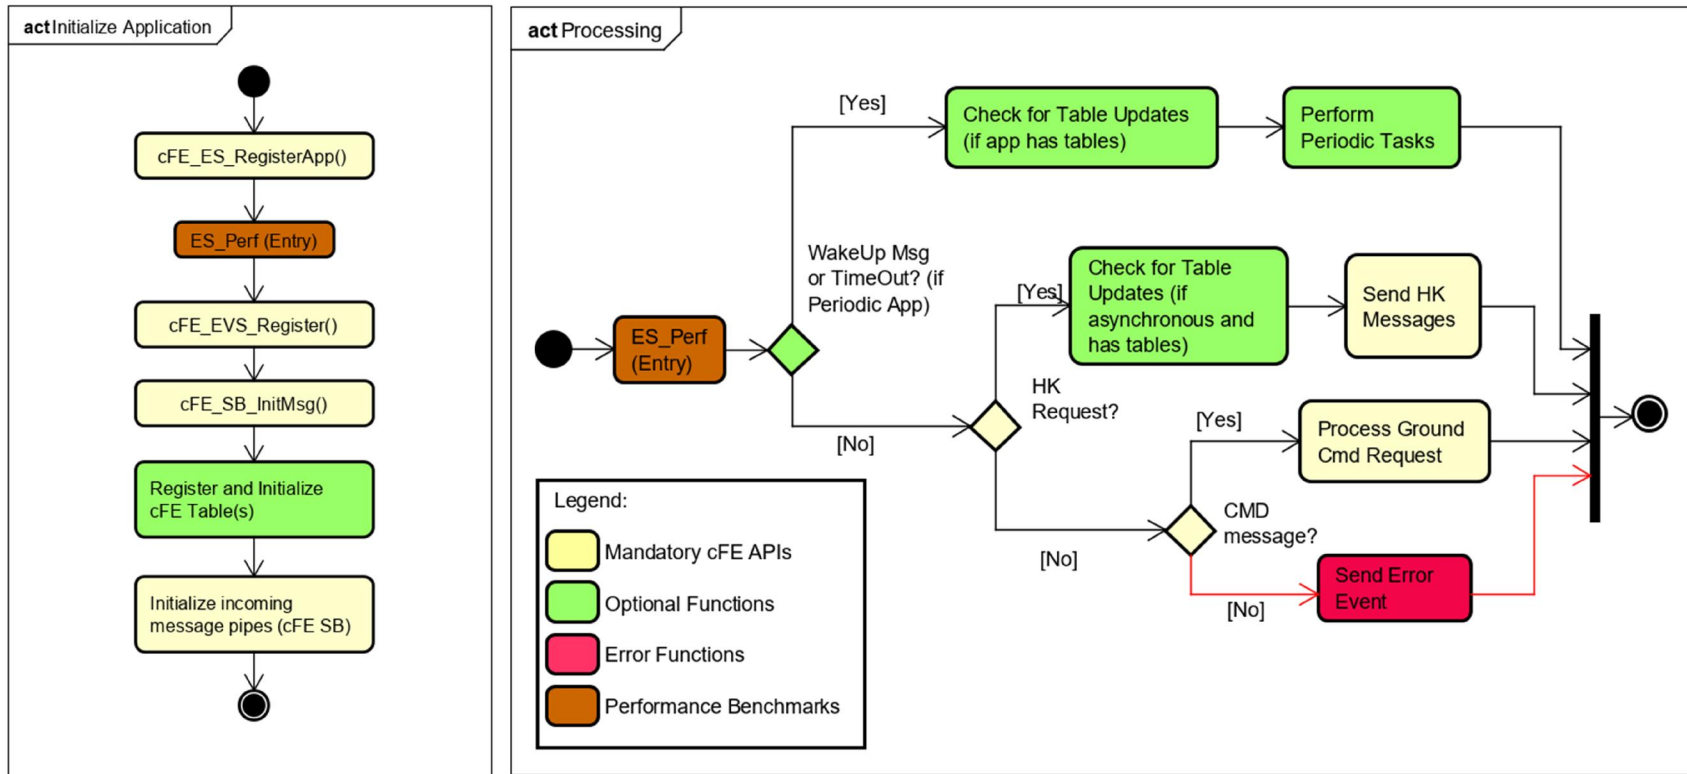 act Initialize Application
cFE_ES_RegisterApp()
ES_Perf (Entry)
cFE_EVS_Register()
cFE_SB_InitMsg()
Register and Initialize
cFE Table(s)
Initialize incoming
message pipes (cFE SB)
act Processing
ES_Perf
(Entry)
WakeUp Msg
or TimeOut? (if
Periodic App)
[Yes]
Check for Table Updates
(if app has tables)
Perform
Periodic Tasks
[No]
HK
Request?
[Yes]
Check for Table
Updates (if
asynchronous and
has tables)
Send HK
Messages
[No]
CMD
message?
[Yes]
Process Ground
Cmd Request
[No]
Send Error
Event
Legend:
Mandatory cFE APIs
Optional Functions
Error Functions
Performance Benchmarks